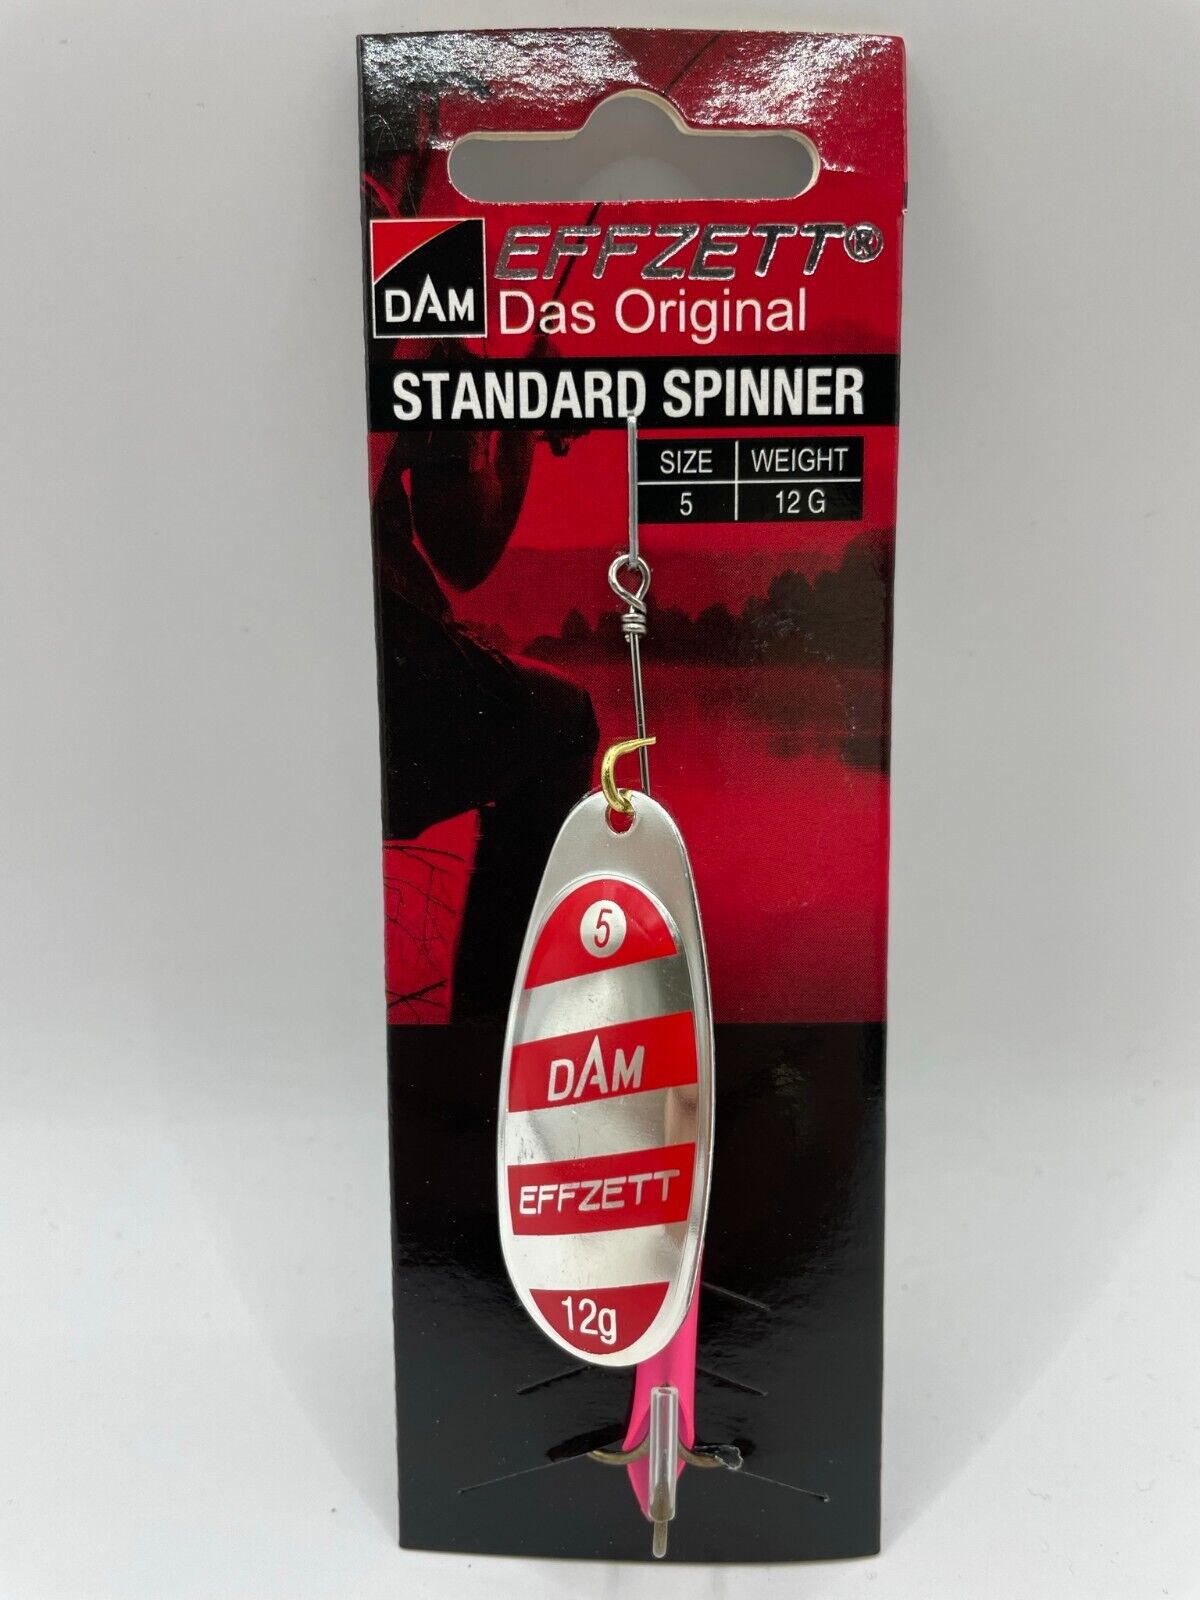 EFFZETT®
DAM
Das Original
STANDARD SPINNER
SIZE WEIGHT
5 12 G
5
DAM
EFFZETT
12g